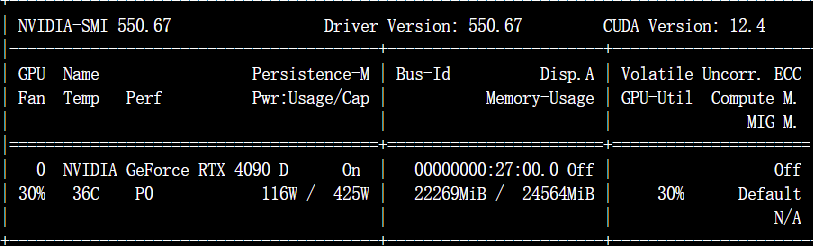 NVIDIA-SMI 550.67 Driver Version: 550.67 CUDA Version: 12.4
GPU Name Persistence-M | Bus-Id Disp.A | Volatile Uncorr. ECC
Fan Temp Perf Pwr:Usage/Cap | Memory-Usage | GPU-Util Compute M.
MIG M.
0 NVIDIA GeForce RTX 4090 D On | 00000000:27:00.0 Off | Off
30% 36C P0 116W / 425W | 22269MiB / 24564MiB | 30% Default
N/A